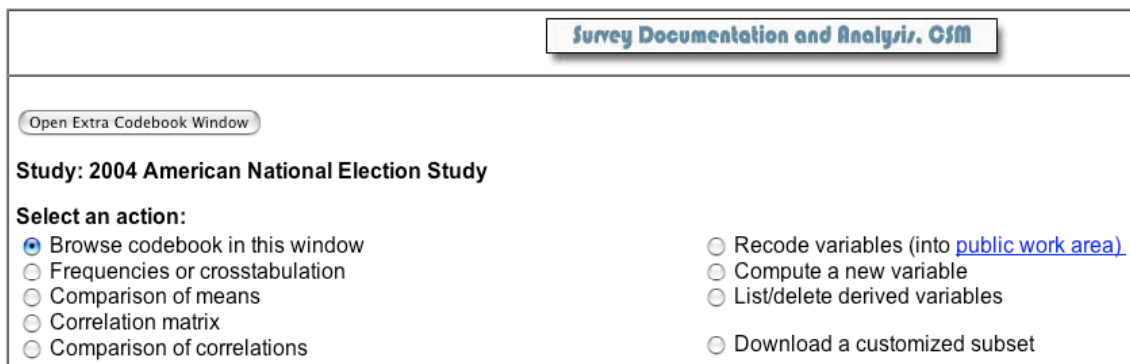 Survey Documentation and Analysis, CSM
Open Extra Codebook Window
Study: 2004 American National Election Study
Select an action:
Browse codebook in this window
Frequencies or crosstabulation
Comparison of means
Correlation matrix
Comparison of correlations
Recode variables (into public work area)
Compute a new variable
List/delete derived variables
Download a customized subset